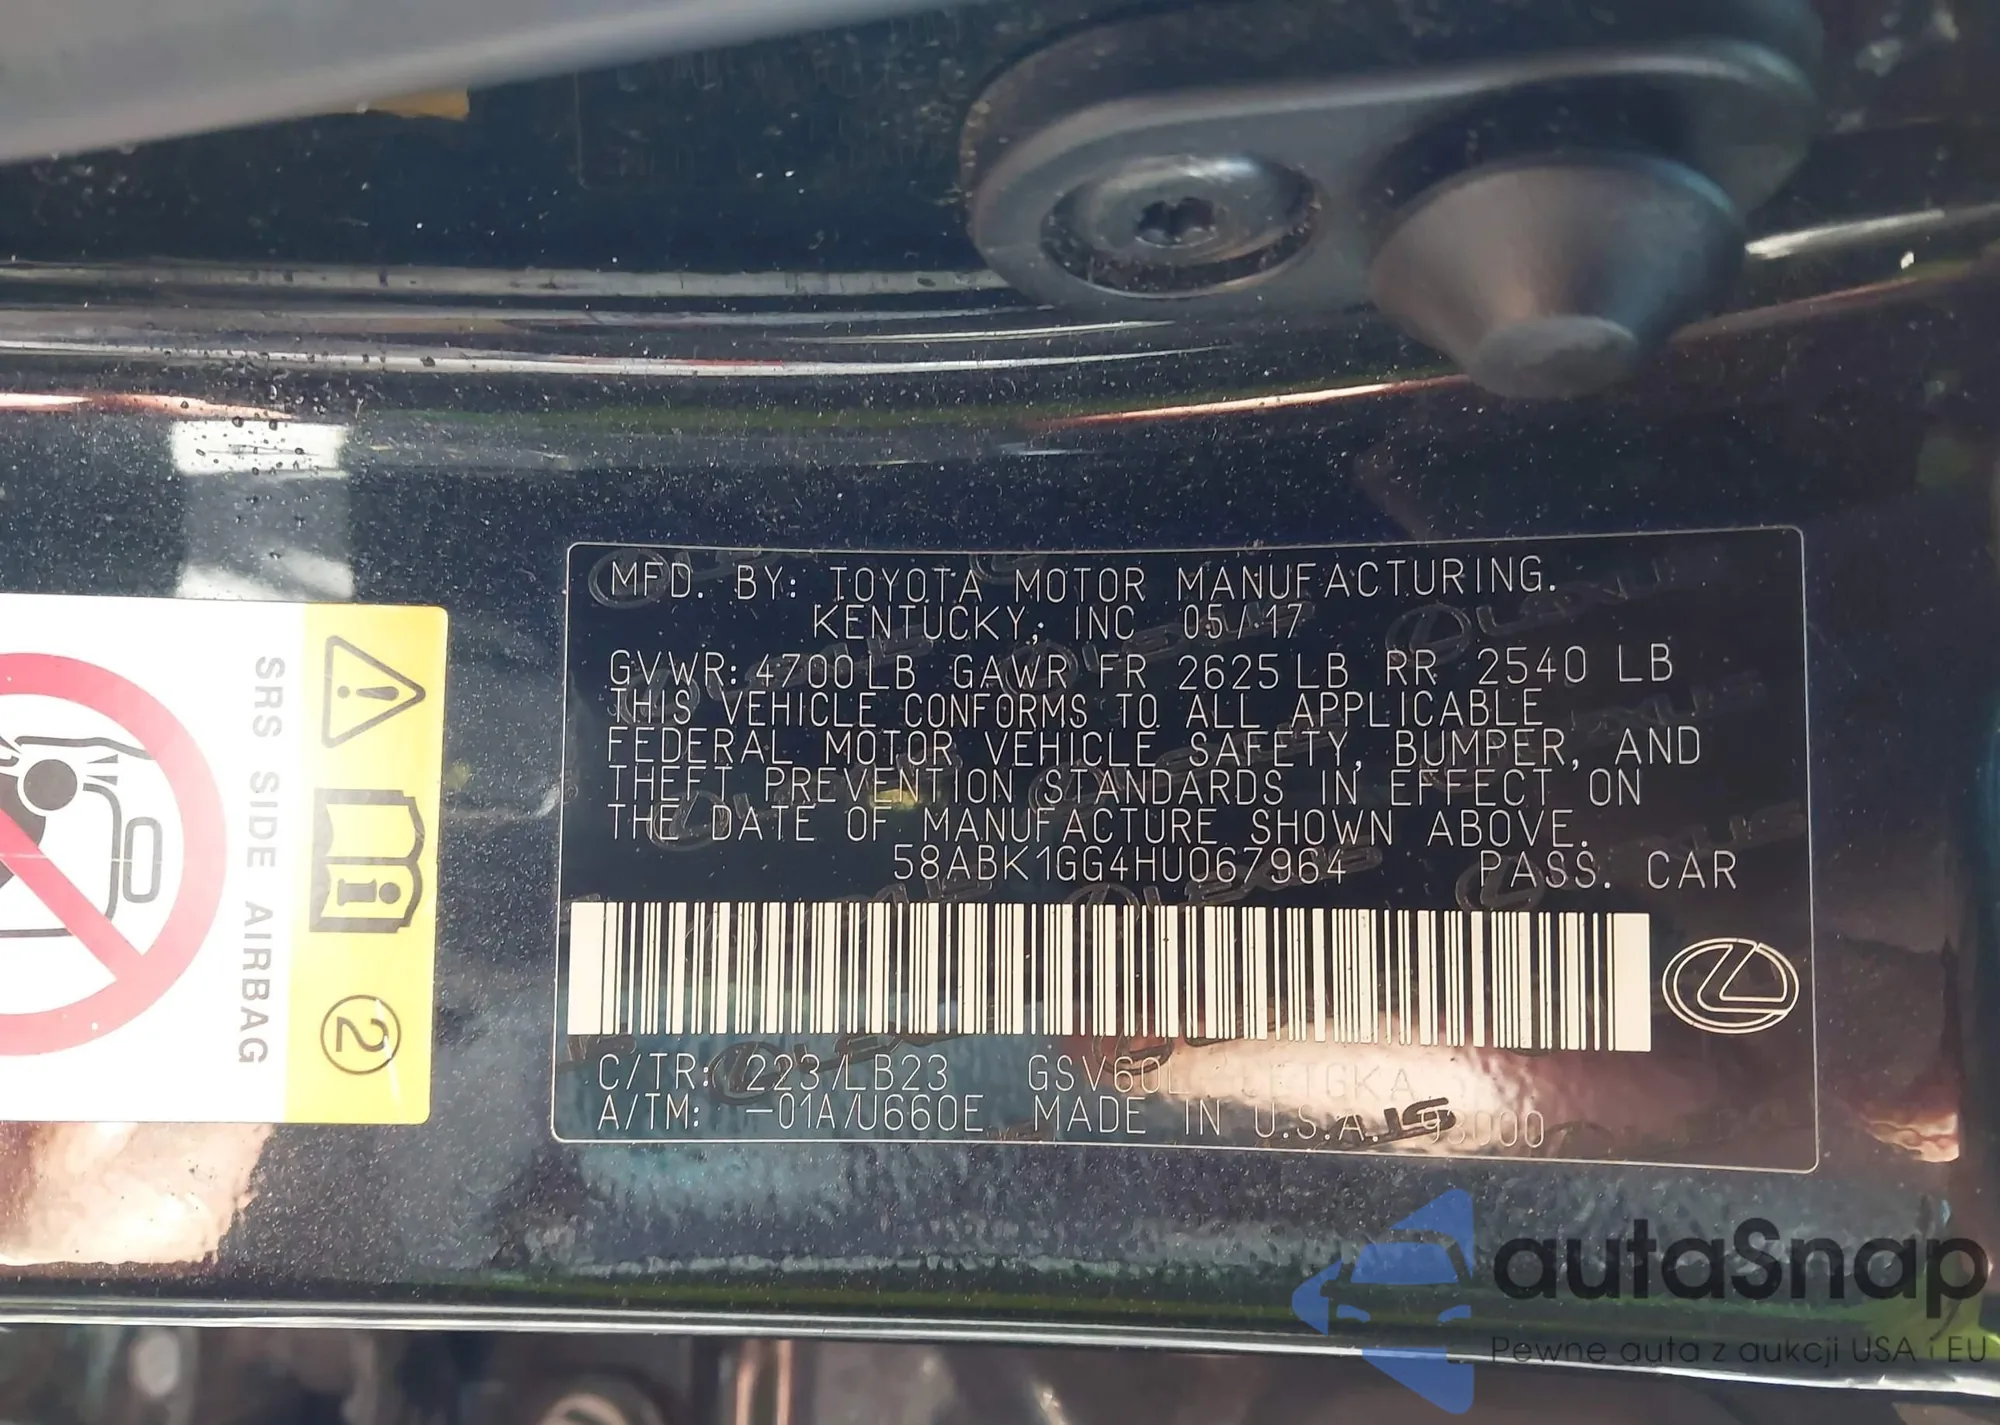 MFD. BY: TOYOTA MOTOR MANUFACTURING.
KENTUCKY, INC 05/17
GVWR: 4700LB GAWR FR 2625LB RR 2540 LB
THIS VEHICLE CONFORMS TO ALL APPLICABLE
FEDERAL MOTOR VEHICLE SAFETY, BUMPER, AND
THEFT PREVENTION STANDARDS IN EFFECT ON
THE DATE OF MANUFACTURE SHOWN ABOVE.
58ABK1GG4HU067964 PASS. CAR
C/TR: 223/LB23 GSV60L
A/TM: -01A/U660E MADE IN U.S.A.
SRS SIDE AIRBAG
2
autaSnap
Pewne auta z aukcji USA i EU